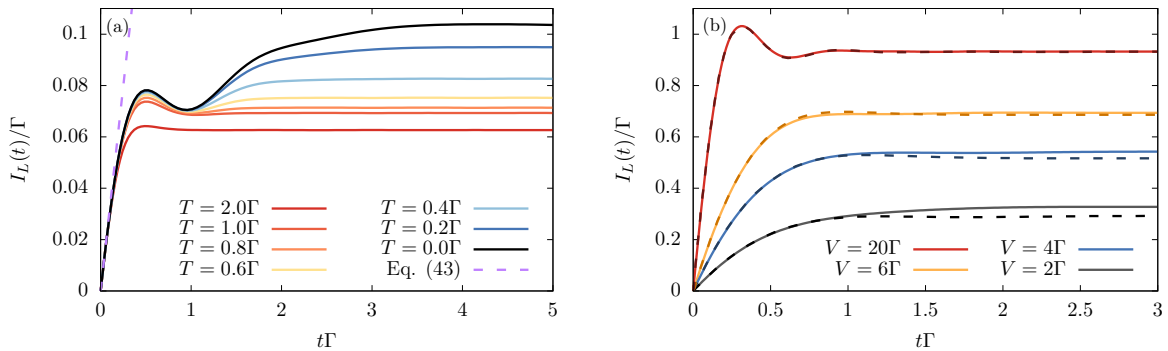 (a)
0.1
0.08
0.06
0.04
0.02
0
I_L(t)/Γ
T = 2.0Γ
T = 1.0Γ
T = 0.8Γ
T = 0.6Γ
T = 0.4Γ
T = 0.2Γ
T = 0.0Γ
Eq. (43)
0 1 2 3 4 5
tΓ
(b)
1
0.8
0.6
0.4
0.2
0
I_L(t)/Γ
V = 20Γ
V = 6Γ
V = 4Γ
V = 2Γ
0 0.5 1 1.5 2 2.5 3
tΓ